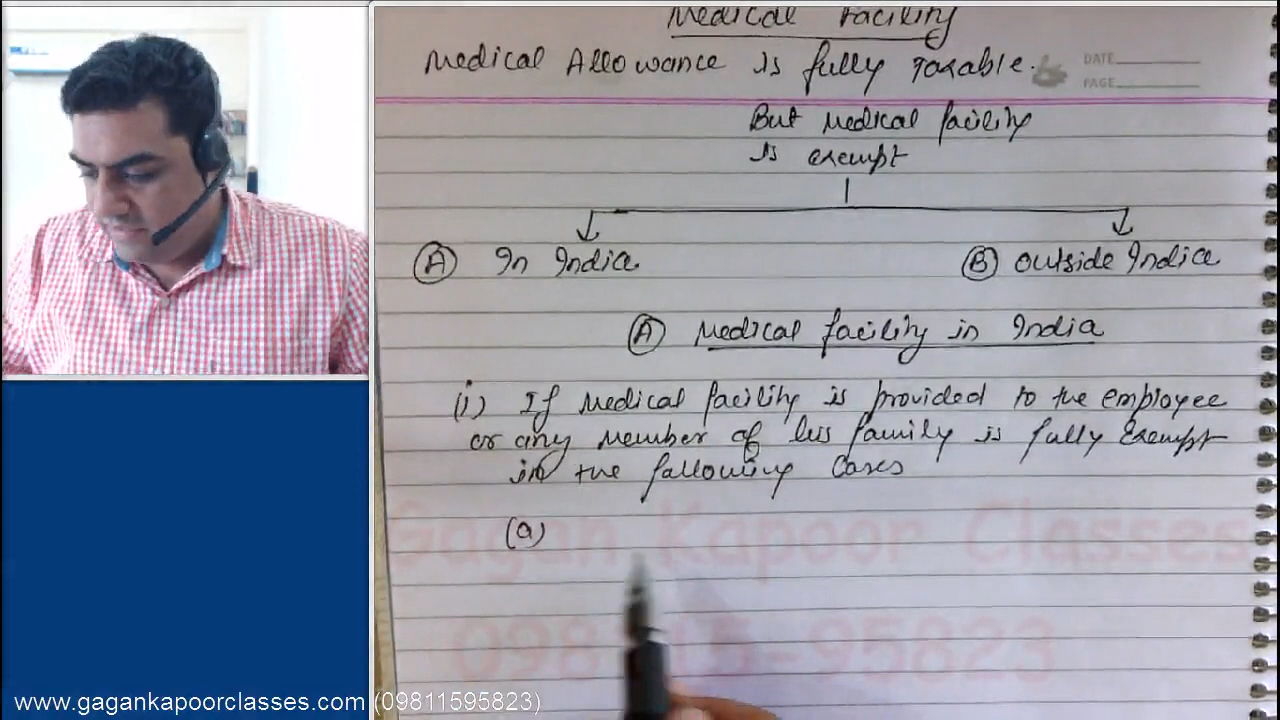 Medical Facility
Medical Allowance is fully Taxable.
DATE
PAGE
But Medical facility
is exempt
(A) In India
(B) outside India
(A) Medical facility in India
(i) If Medical facility is provided to the employee
or any member of his family is fully Exempt
in the following Cases
(a)
Gagan Kapoor Classes
098115-95823
www.gagankapoorclasses.com (09811595823)